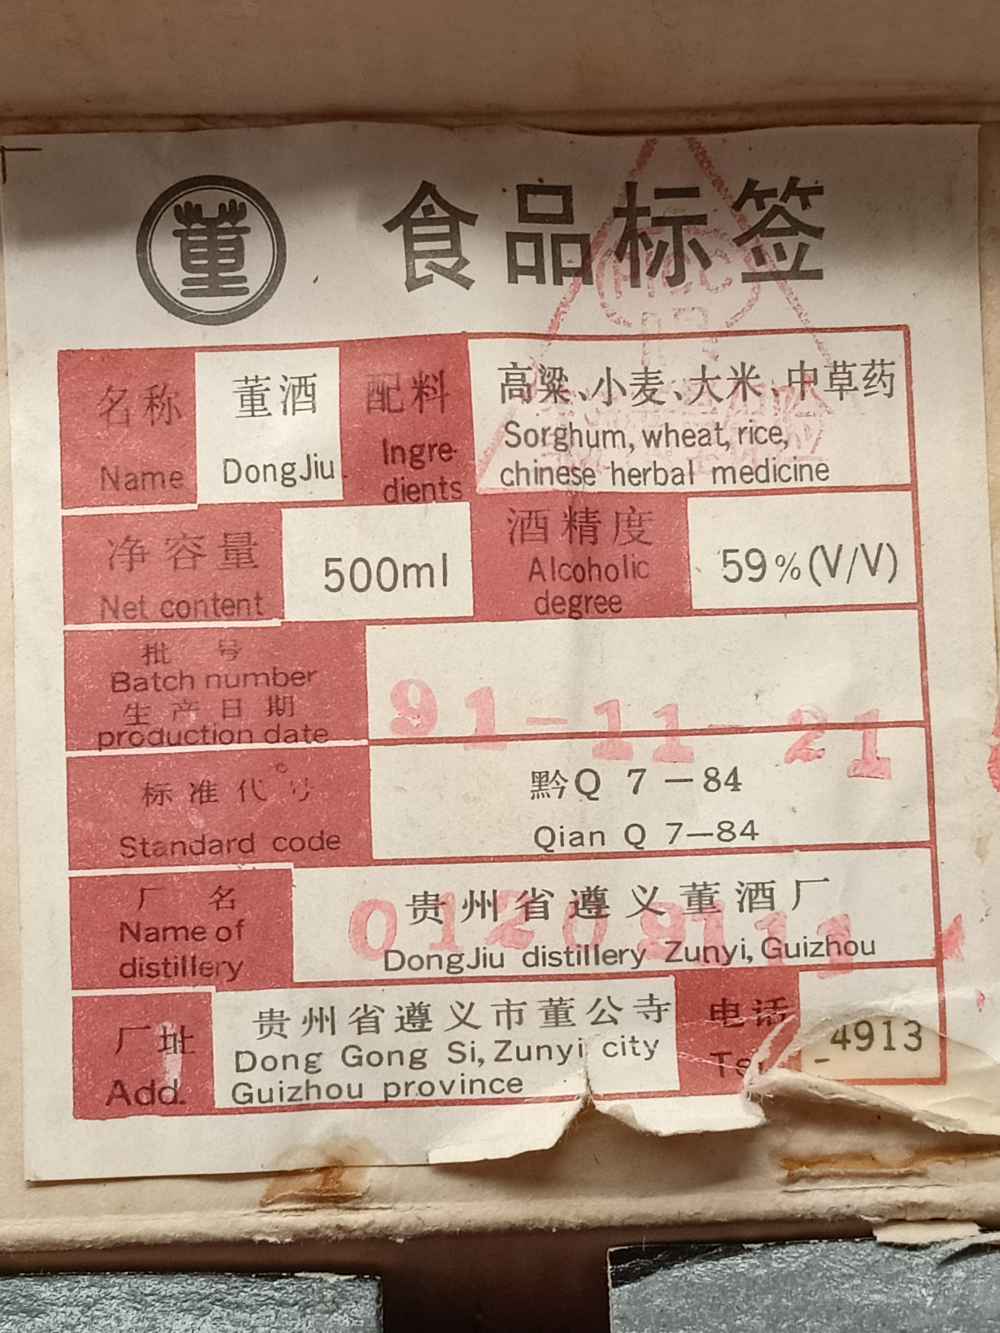 董 食品标签
名称 董酒 配料 高粱、小麦、大米、中草药
Name DongJiu Ingre-dients Sorghum, wheat, rice,
chinese herbal medicine
净容量 500ml 酒精度 59%(V/V)
Net content Alcoholic degree
批号
Batch number
生产日期 91-11-21
production date
标准代号 黔Q 7－84
Standard code Qian Q 7—84
厂名 贵州省遵义董酒厂
Name of distillery DongJiu distillery Zunyi, Guizhou
厂址 贵州省遵义市董公寺 电话 4913
Add. Dong Gong Si, Zunyi city
Guizhou province